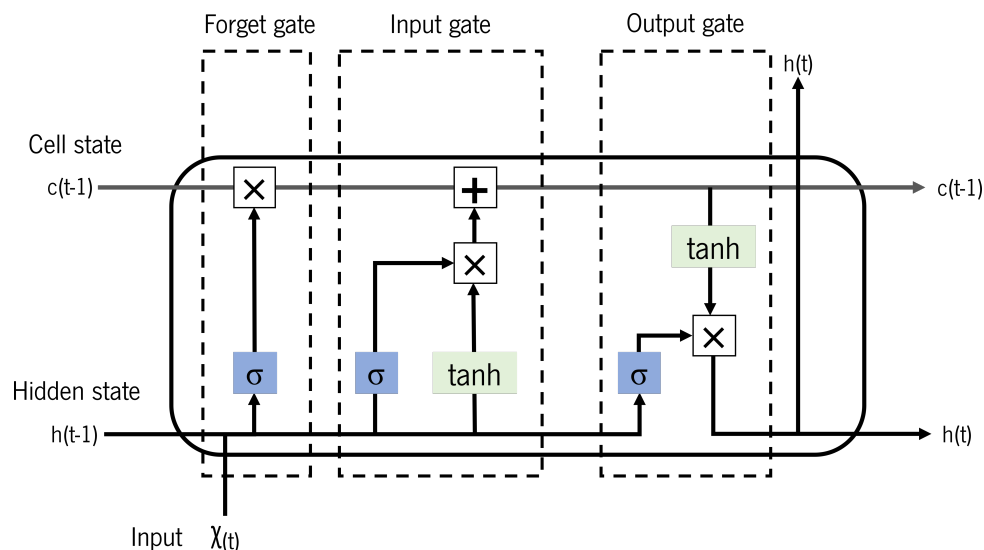 Forget gate
Input gate
Output gate
h(t)
Cell state
c(t-1)
×
+
c(t-1)
tanh
×
×
σ
σ
tanh
σ
Hidden state
h(t-1)
h(t)
Input χ(t)